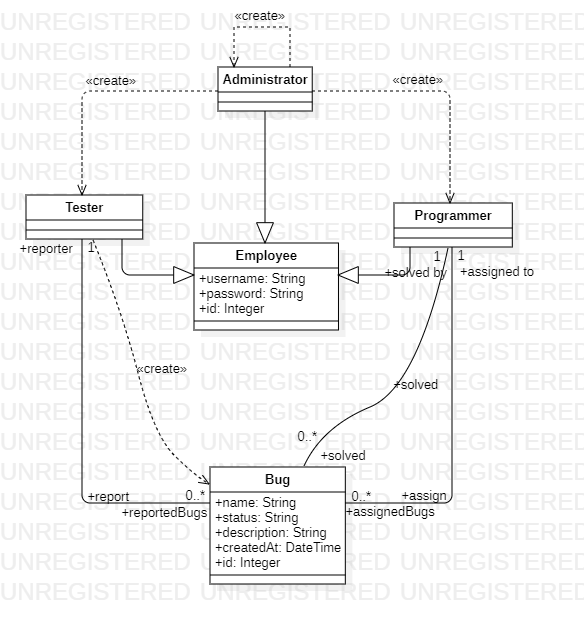 «create»
«create»
Administrator
«create»
Tester
Programmer
+reporter
1
Employee
1
1
+solved by
+assigned to
+username: String
+password: String
+id: Integer
«create»
+solved
0..*
+solved
Bug
+report
0..*
0..*
+assign
+reportedBugs
+assignedBugs
+name: String
+status: String
+description: String
+createdAt: DateTime
+id: Integer
UNREGISTERED UNREGISTERED UNREGISTERED